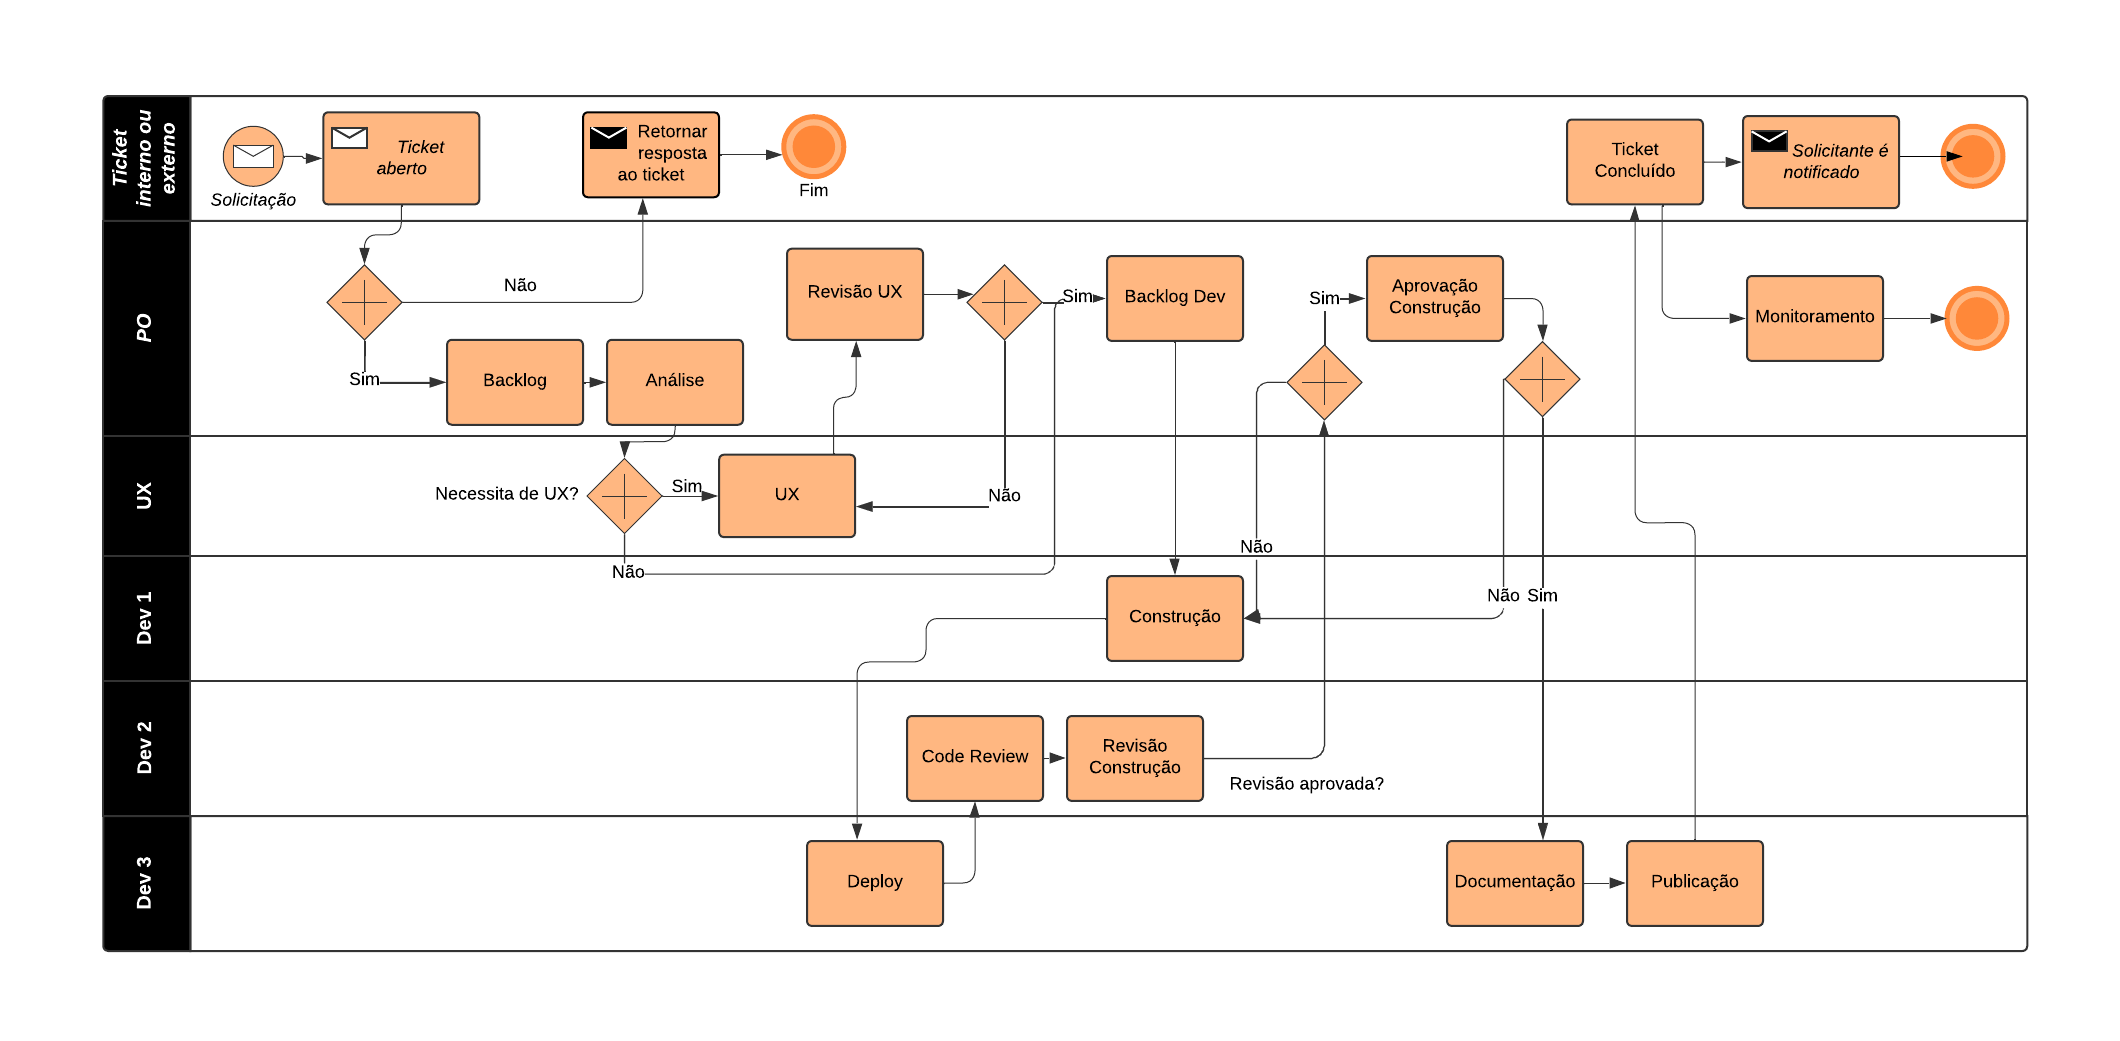 Ticket
interno ou
externo
Solicitação
Ticket
aberto
Retornar
resposta
ao ticket
Fim
Ticket
Concluído
Solicitante é
notificado
PO
Não
Sim
Backlog
Análise
Revisão UX
Sim
Não
Backlog Dev
Sim
Aprovação
Construção
Monitoramento
UX
Necessita de UX?
Sim
UX
Não
Não
Dev 1
Construção
Não
Sim
Dev 2
Code Review
Revisão
Construção
Revisão aprovada?
Dev 3
Deploy
Documentação
Publicação